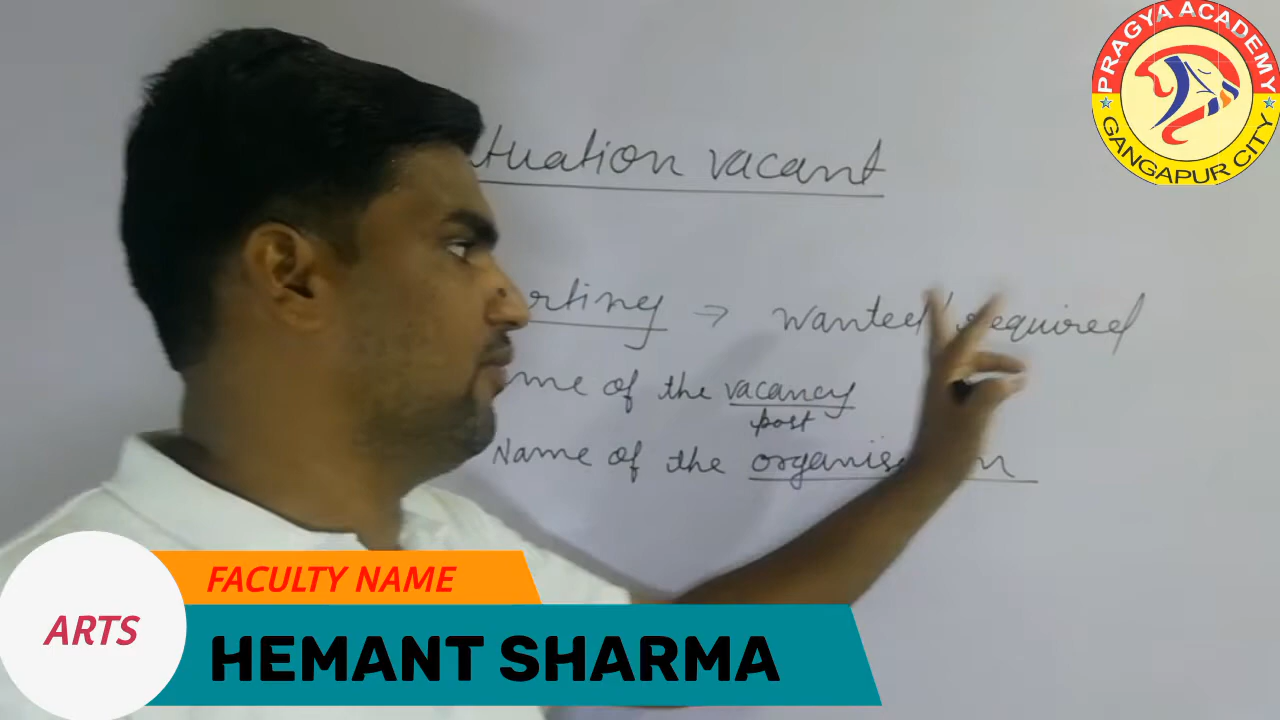 PRAGYA ACADEMY
GANGAPUR CITY
tuation vacant
rting → wanted/required
me of the vacancy
post
Name of the organis n
FACULTY NAME
ARTS
HEMANT SHARMA